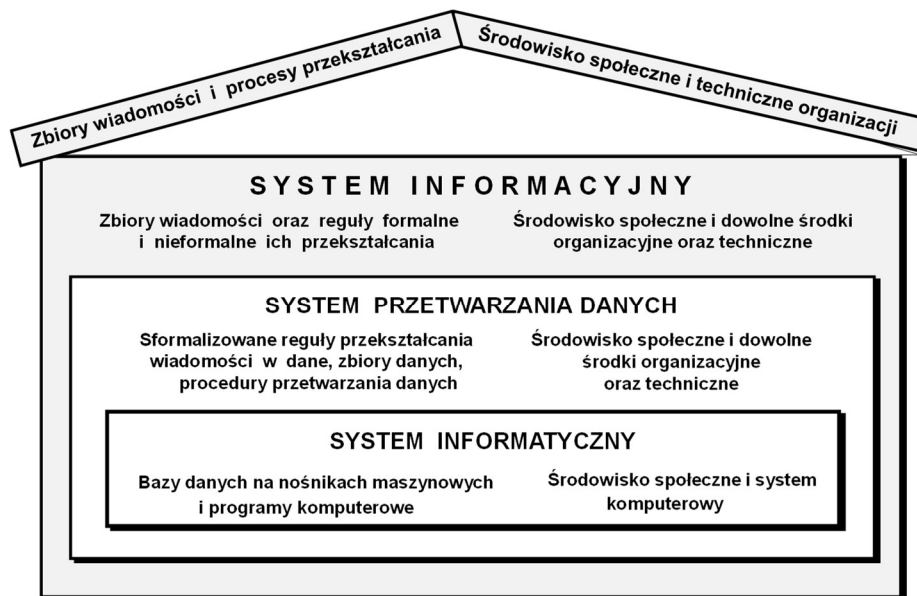 Zbiory wiadomości i procesy przekształcania
Środowisko społeczne i techniczne organizacji
SYSTEM INFORMACYJNY
Zbiory wiadomości oraz reguły formalne
i nieformalne ich przekształcania
Środowisko społeczne i dowolne środki
organizacyjne oraz techniczne
SYSTEM PRZETWARZANIA DANYCH
Sformalizowane reguły przekształcania
wiadomości w dane, zbiory danych,
procedury przetwarzania danych
Środowisko społeczne i dowolne
środki organizacyjne
oraz techniczne
SYSTEM INFORMATYCZNY
Bazy danych na nośnikach maszynowych
i programy komputerowe
Środowisko społeczne i system
komputerowy